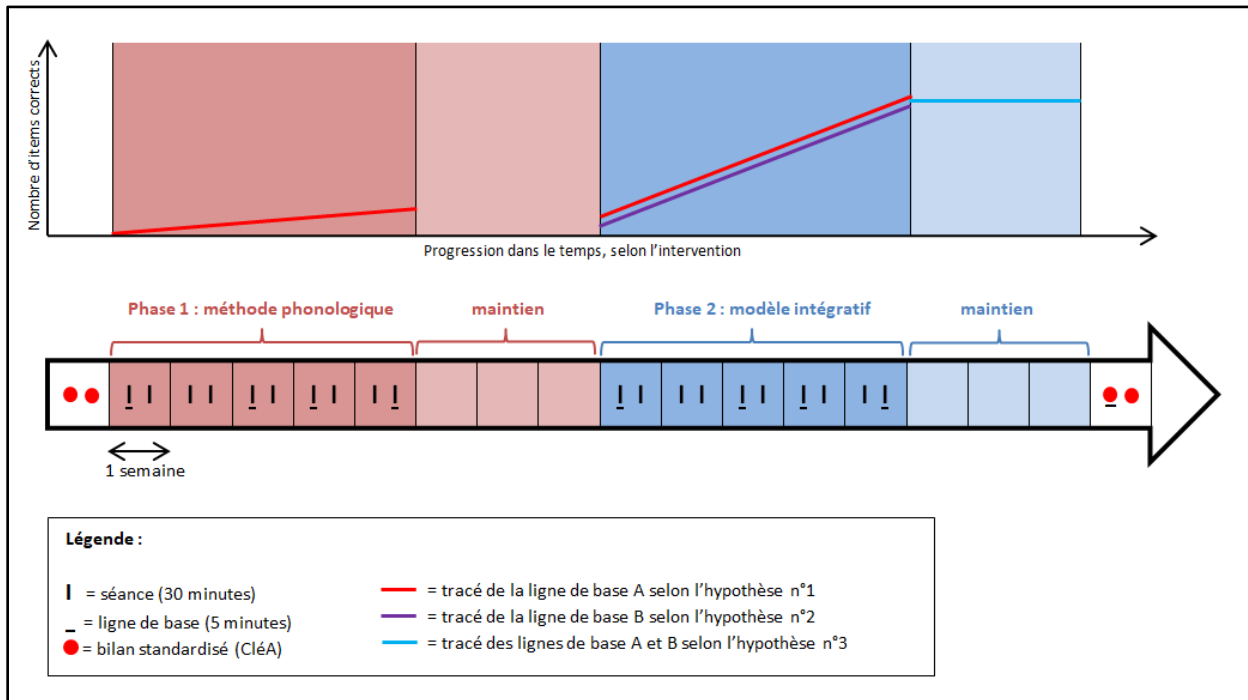 Nombre d'items corrects
Progression dans le temps, selon l'intervention
Phase 1 : méthode phonologique
maintien
Phase 2 : modèle intégratif
maintien
1 semaine
Légende :
I = séance (30 minutes)
_ = ligne de base (5 minutes)
= bilan standardisé (CléA)
= tracé de la ligne de base A selon l'hypothèse n°1
= tracé de la ligne de base B selon l'hypothèse n°2
= tracé des lignes de base A et B selon l'hypothèse n°3